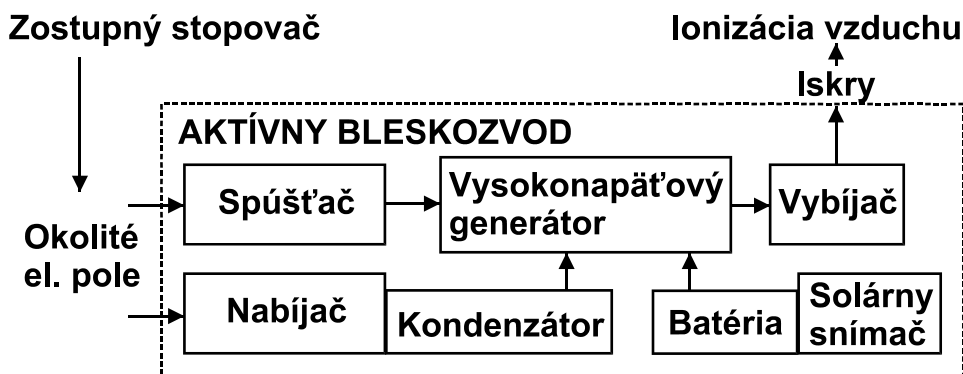 Zostupný stopovač
Ionizácia vzduchu
Iskry
AKTÍVNY BLESKOZVOD
Spúšťač
Vysokonapäťový
generátor
Vybíjač
Okolité
el. pole
Nabíjač
Kondenzátor
Batéria
Solárny
snímač